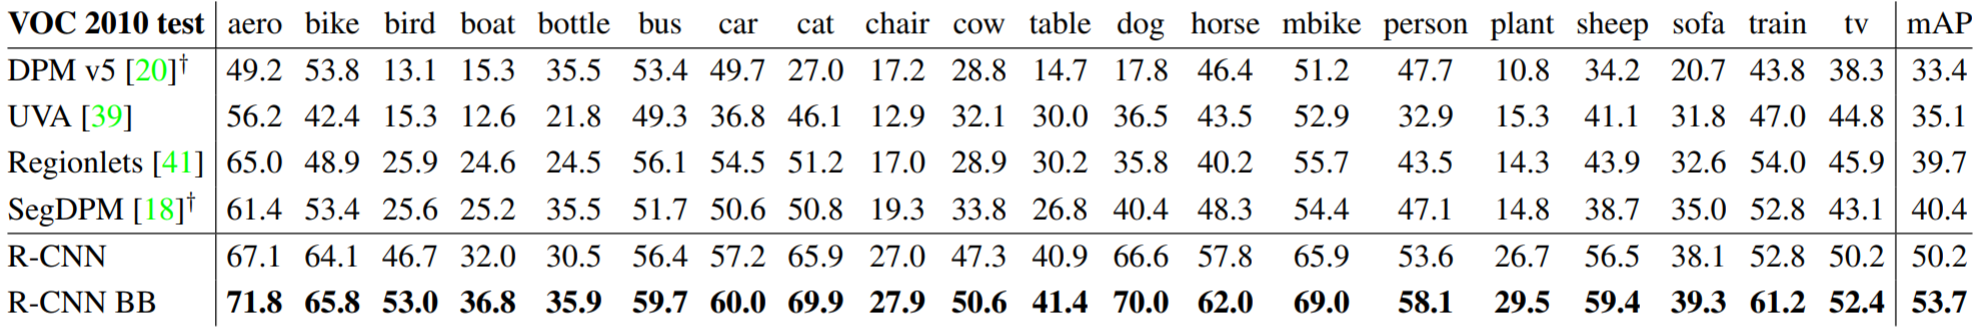 VOC 2010 test aero bike bird boat bottle bus car cat chair cow table dog horse mbike person plant sheep sofa train tv mAP
DPM v5 [20]† 49.2 53.8 13.1 15.3 35.5 53.4 49.7 27.0 17.2 28.8 14.7 17.8 46.4 51.2 47.7 10.8 34.2 20.7 43.8 38.3 33.4
UVA [39] 56.2 42.4 15.3 12.6 21.8 49.3 36.8 46.1 12.9 32.1 30.0 36.5 43.5 52.9 32.9 15.3 41.1 31.8 47.0 44.8 35.1
Regionlets [41] 65.0 48.9 25.9 24.6 24.5 56.1 54.5 51.2 17.0 28.9 30.2 35.8 40.2 55.7 43.5 14.3 43.9 32.6 54.0 45.9 39.7
SegDPM [18]† 61.4 53.4 25.6 25.2 35.5 51.7 50.6 50.8 19.3 33.8 26.8 40.4 48.3 54.4 47.1 14.8 38.7 35.0 52.8 43.1 40.4
R-CNN 67.1 64.1 46.7 32.0 30.5 56.4 57.2 65.9 27.0 47.3 40.9 66.6 57.8 65.9 53.6 26.7 56.5 38.1 52.8 50.2 50.2
R-CNN BB 71.8 65.8 53.0 36.8 35.9 59.7 60.0 69.9 27.9 50.6 41.4 70.0 62.0 69.0 58.1 29.5 59.4 39.3 61.2 52.4 53.7